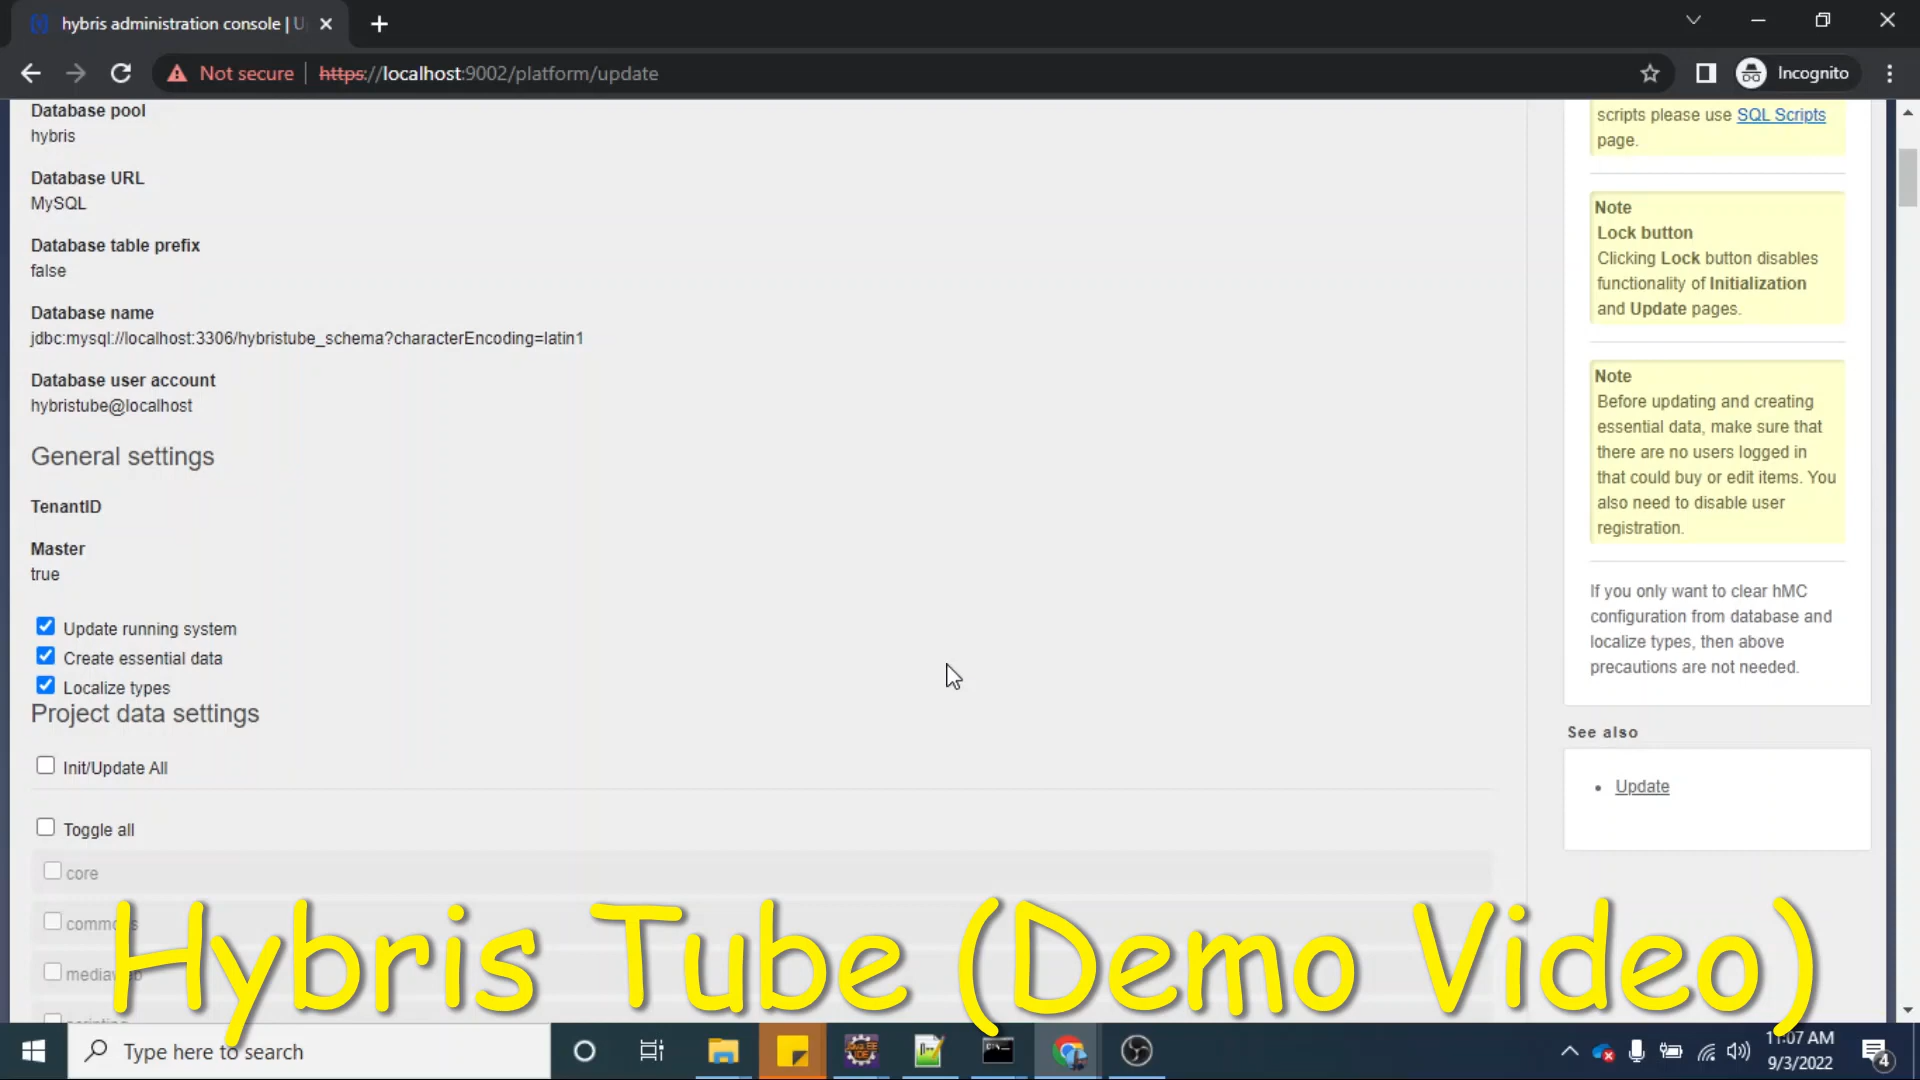 hybris administration console | U
Not secure
https://localhost:9002/platform/update
Incognito
Database pool
hybris
Database URL
MySQL
Database table prefix
false
Database name
jdbc:mysql://localhost:3306/hybristube_schema?characterEncoding=latin1
Database user account
hybristube@localhost
General settings
TenantID
Master
true
Update running system
Create essential data
Localize types
Project data settings
Init/Update All
Toggle all
core
scripts please use SQL Scripts
page.
Note
Lock button
Clicking Lock button disables
functionality of Initialization
and Update pages.
Note
Before updating and creating
essential data, make sure that
there are no users logged in
that could buy or edit items. You
also need to disable user
registration.
If you only want to clear hMC
configuration from database and
localize types, then above
precautions are not needed.
See also
Update
Hybris Tube (Demo Video)
Type here to search
11:07 AM
9/3/2022
4